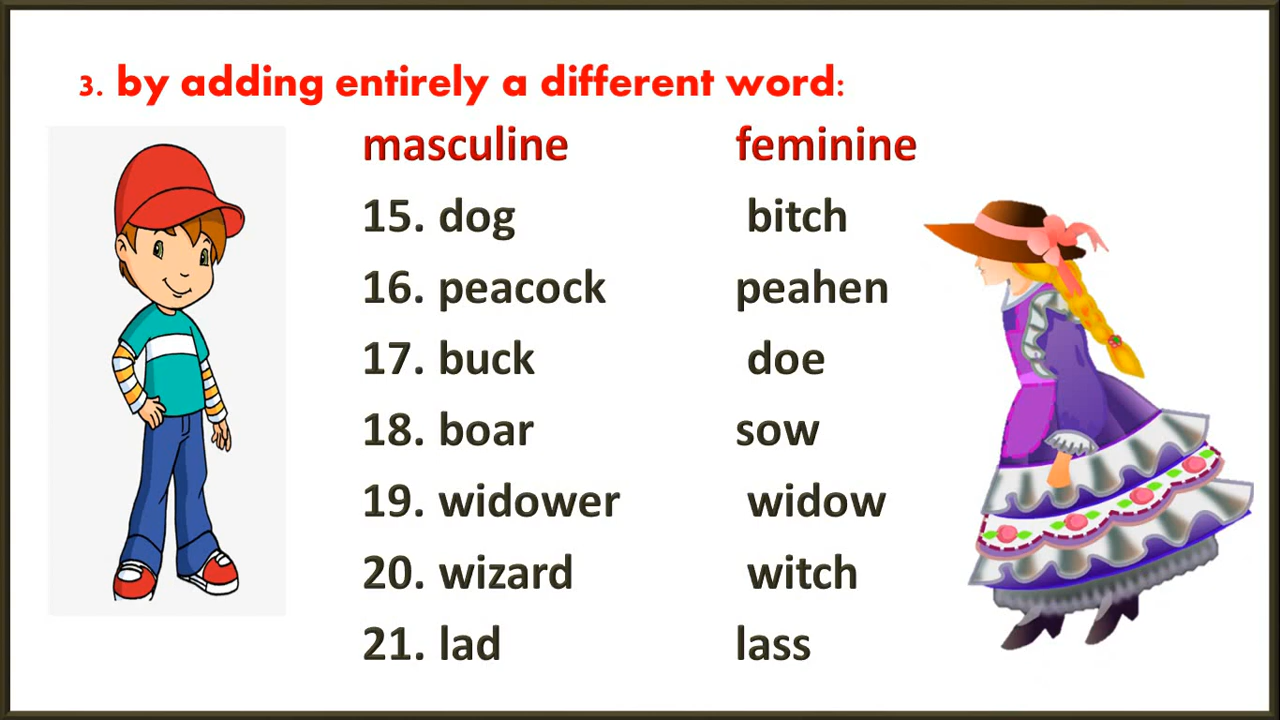 3. by adding entirely a different word:
masculine feminine
15. dog bitch
16. peacock peahen
17. buck doe
18. boar sow
19. widower widow
20. wizard witch
21. lad lass